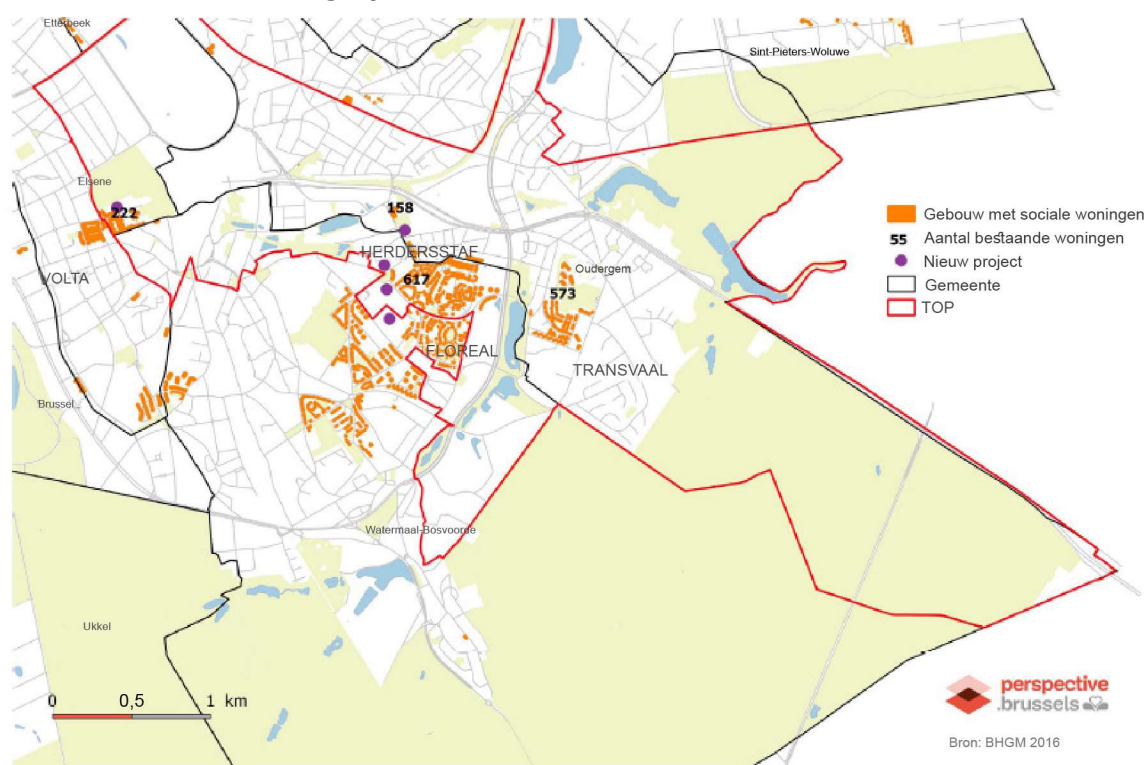 Etterbeek
Sint-Pieters-Woluwe
Elsene
222
158
Gebouw met sociale woningen
55 Aantal bestaande woningen
Nieuw project
Gemeente
TOP
HERDERSSTAF
VOLTA
617
573
Oudergem
FLOREAL
TRANSVAAL
Brussel
Watermaal-Bosvoorde
Ukkel
0 0,5 1 km
perspective
.brussels
Bron: BHGM 2016